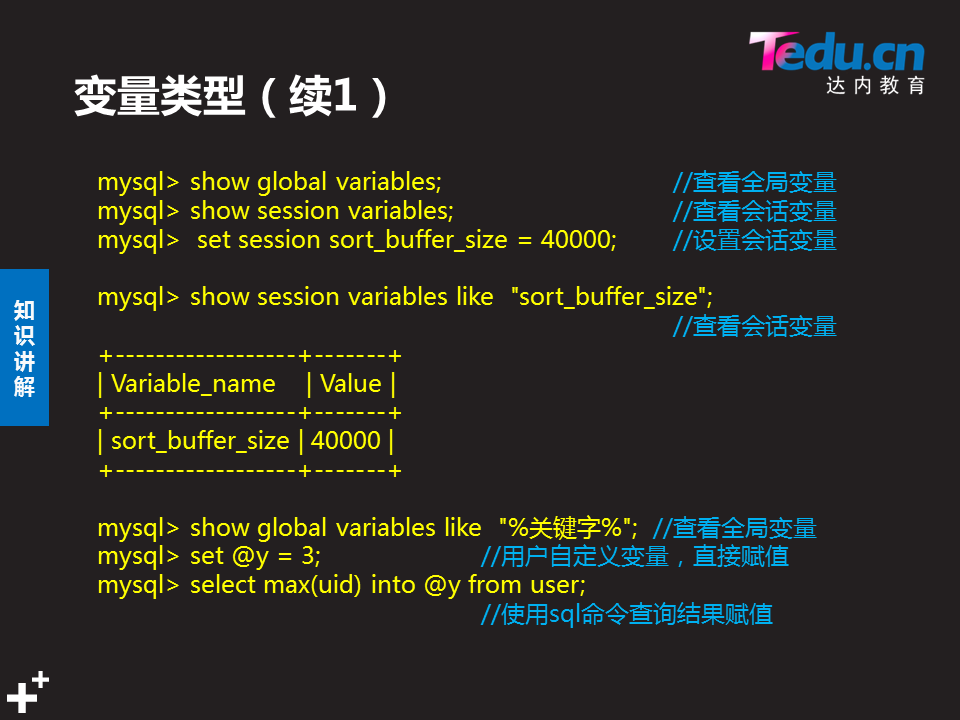 Tedu.cn
达内教育
变量类型（续1）
mysql> show global variables; //查看全局变量
mysql> show session variables; //查看会话变量
mysql>  set session sort_buffer_size = 40000; //设置会话变量
mysql> show session variables like  "sort_buffer_size";
//查看会话变量
+------------------+-------+
| Variable_name    | Value |
+------------------+-------+
| sort_buffer_size | 40000 |
+------------------+-------+
mysql> show global variables like  "%关键字%";  //查看全局变量
mysql> set @y = 3; //用户自定义变量，直接赋值
mysql> select max(uid) into @y from user;
//使用sql命令查询结果赋值
知
识
讲
解